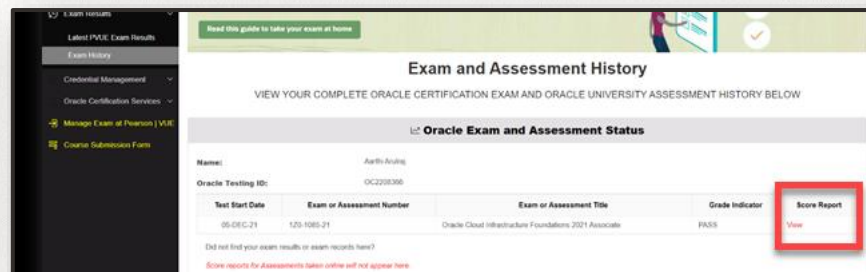 Exam Results
Latest PVUE Exam Results
Exam History
Credential Management
Oracle Certification Services
Manage Exam at Pearson | VUE
Course Submission Form
Read this guide to take your exam at home
Exam and Assessment History
VIEW YOUR COMPLETE ORACLE CERTIFICATION EXAM AND ORACLE UNIVERSITY ASSESSMENT HISTORY BELOW
Oracle Exam and Assessment Status
Name:
Oracle Testing ID: OC2208366
Test Start Date Exam or Assessment Number Exam or Assessment Title Grade Indicator Score Report
05-DEC-21 1Z0-1085-21 Oracle Cloud Infrastructure Foundations 2021 Associate PASS View
Did not find your exam results or exam records here?
Score reports for Assessments taken online will not appear here.